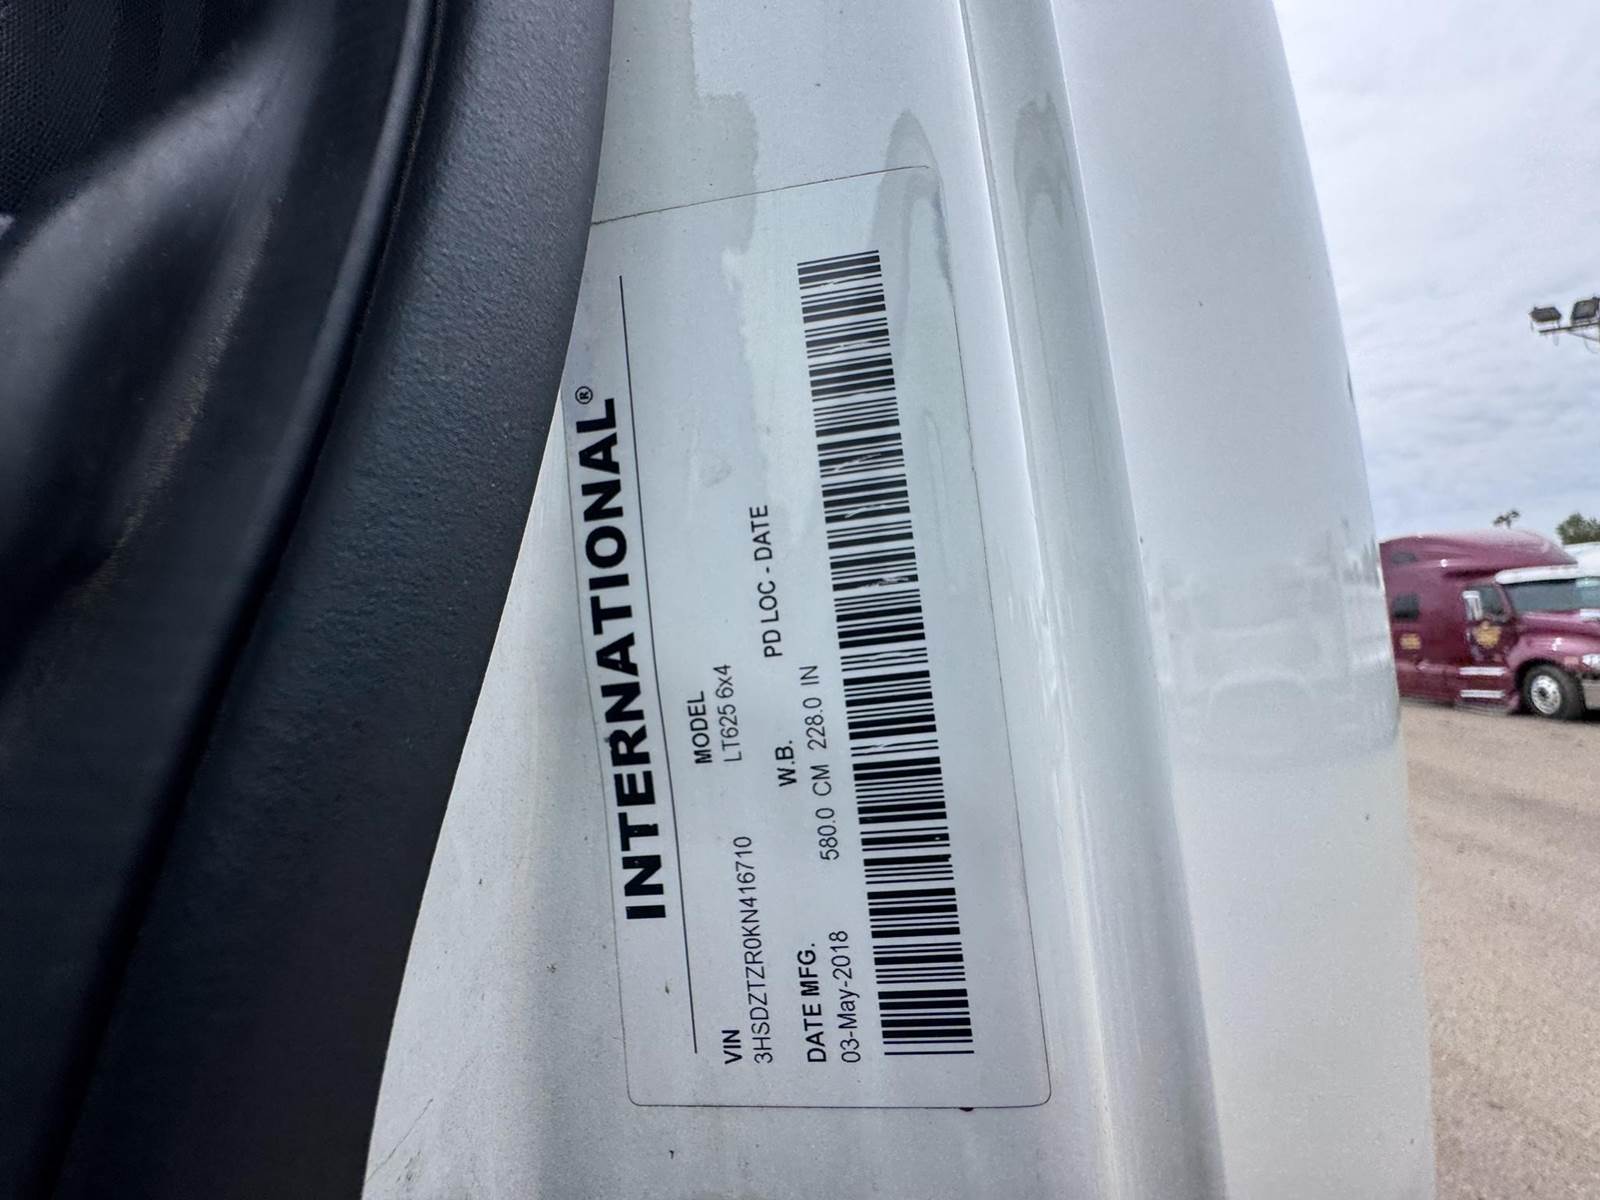 INTERNATIONAL®
VIN MODEL
3HSDZTZR0KN416710 LT625 6x4
DATE MFG. W.B. PD LOC - DATE
03-May-2018 580.0 CM 228.0 IN